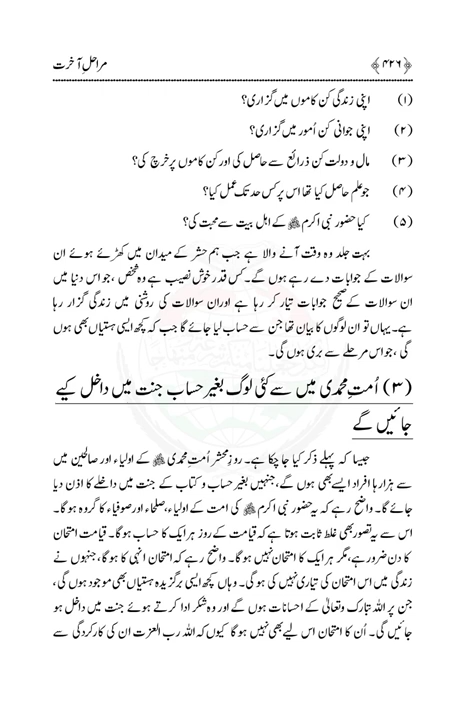 ﴿۴۲۶﴾ مراحلِ آخرت
(۱) اپنی زندگی کن کاموں میں گزاری؟
(۲) اپنی جوانی کن اُمور میں گزاری؟
(۳) مال و دولت کن ذرائع سے حاصل کی اور کن کاموں پر خرچ کی؟
(۴) جو علم حاصل کیا تھا اس پر کس حد تک عمل کیا؟
(۵) کیا حضور نبی اکرم ﷺ کے اہل بیت سے محبت کی؟
بہت جلد وہ وقت آنے والا ہے جب ہم حشر کے میدان میں کھڑے ہوئے ان
سوالات کے جوابات دے رہے ہوں گے۔ کس قدر خوش نصیب ہے وہ شخص ، جو اس دنیا میں
ان سوالات کے صحیح جوابات تیار کر رہا ہے اور ان سوالات کی روشنی میں زندگی گزار رہا
ہے۔ یہاں تو ان لوگوں کا بیان تھا جن سے حساب لیا جائے گا جب کہ کچھ ایسی ہستیاں بھی ہوں
گی ، جو اس مرحلے سے بری ہوں گی۔
(۳) اُمتِ محمدی میں سے کئی لوگ بغیر حساب جنت میں داخل کیے
جائیں گے
جیسا کہ پہلے ذکر کیا جا چکا ہے۔ روزِ محشر اُمتِ محمدی ﷺ کے اولیاء اور صالحین میں
سے ہزارہا افراد ایسے بھی ہوں گے، جنہیں بغیر حساب و کتاب کے جنت میں داخلے کا اذن دیا
جائے گا۔ واضح رہے کہ یہ حضور نبی اکرم ﷺ کی امت کے اولیاء، صلحاء اور صوفیاء کا گروہ ہو گا۔
اس سے یہ تصور بھی غلط ثابت ہوتا ہے کہ قیامت کے روز ہر ایک کا حساب ہو گا۔ قیامت امتحان
کا دن ضرور ہے، مگر ہر ایک کا امتحان نہیں ہو گا۔ واضح رہے کہ امتحان انہی کا ہو گا، جنہوں نے
زندگی میں اس امتحان کی تیاری نہیں کی ہو گی۔ وہاں کچھ ایسی برگزیدہ ہستیاں بھی موجود ہوں گی،
جن پر اللہ تبارک وتعالیٰ کے احسانات ہوں گے اور وہ شکر ادا کرتے ہوئے جنت میں داخل ہو
جائیں گی۔ اُن کا امتحان اس لیے بھی نہیں ہو گا کیوں کہ اللہ رب العزت ان کی کارکردگی سے